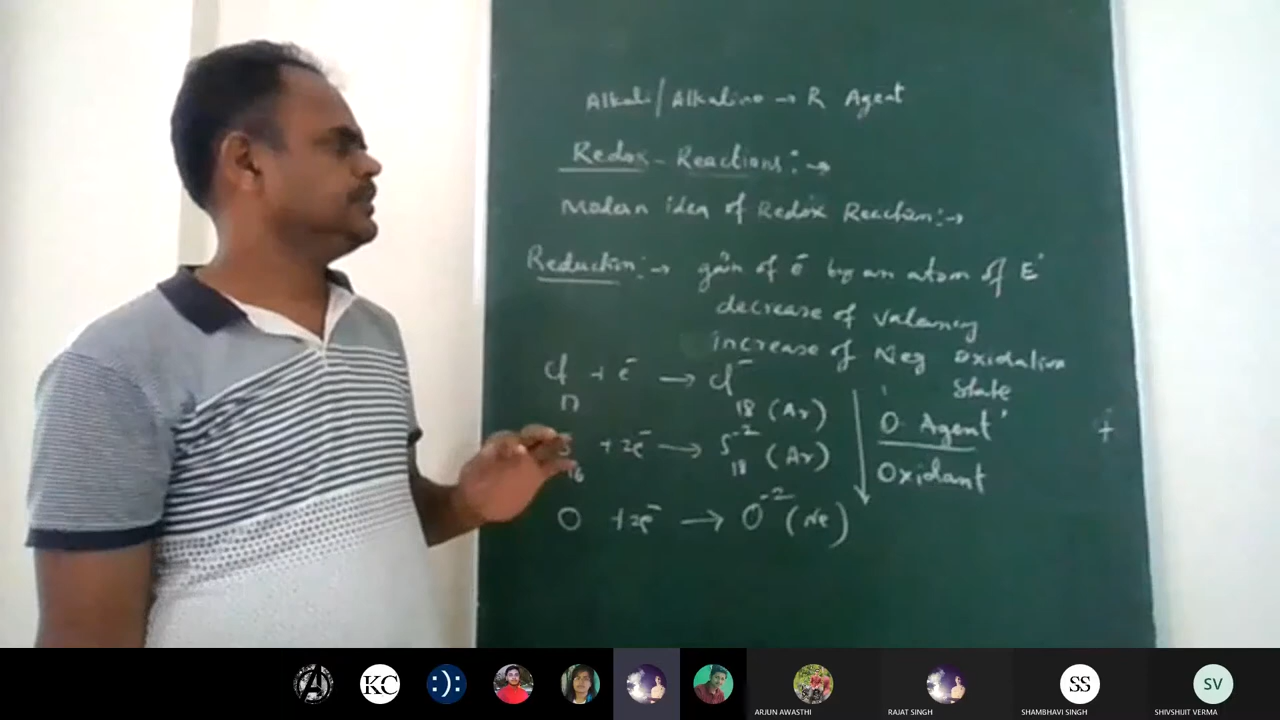 Alkali/Alkaline → R Agent
Redox - Reactions:→
Modern idea of Redox Reaction:→
Reduction:→ gain of e⁻ by an atom of E'
decrease of Valency
increase of Neg Oxidation
State
Cl + e⁻ → Cl⁻
17 18 (Ar)
S + 2e⁻ → S⁻²
16 18 (Ar)
O + 2e⁻ → O⁻² (Ne)
O Agent'
Oxidant
+
KC
:):
SS
SV
ARJUN AWASTHI
RAJAT SINGH
SHAMBHAVI SINGH
SHIVSHIJIT VERMA